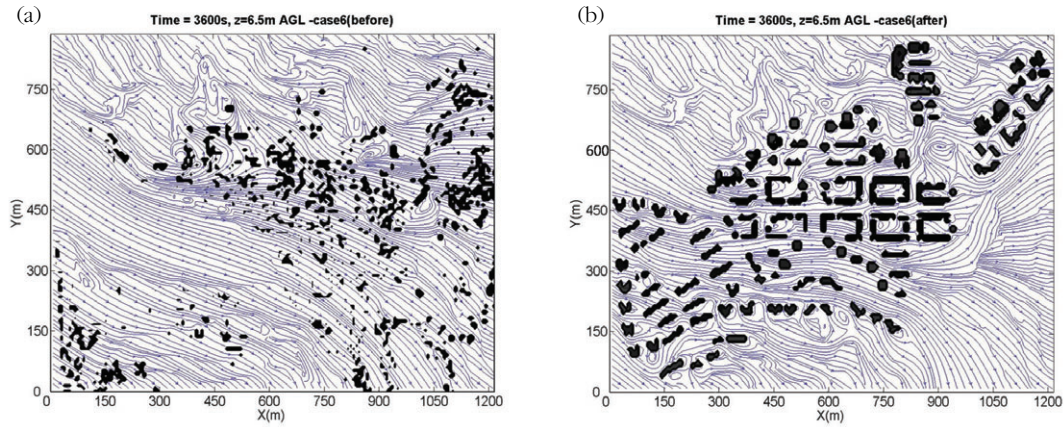 (a)
Time = 3600s, z=6.5m AGL -case6(before)
Y(m)
750
600
450
300
150
0
0 150 300 450 600 750 900 1050 1200
X(m)
(b)
Time = 3600s, z=6.5m AGL -case6(after)
Y(m)
750
600
450
300
150
0
0 150 300 450 600 750 900 1050 1200
X(m)